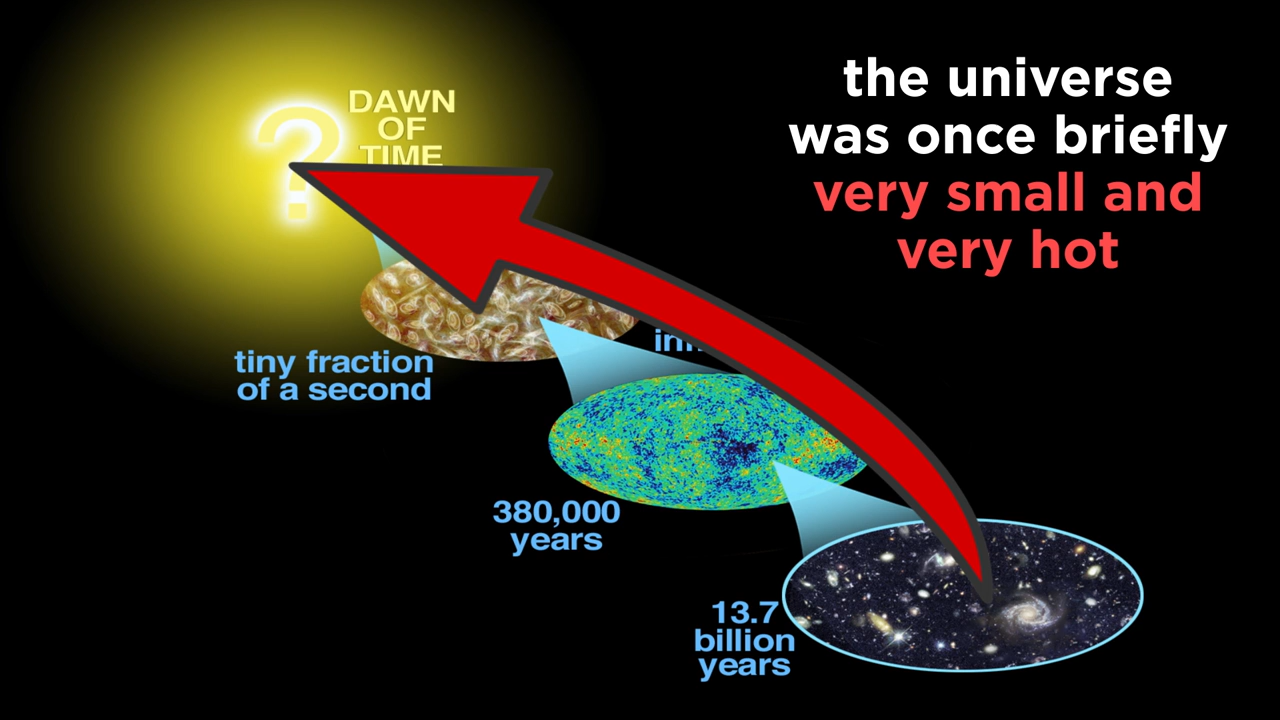 the universe
was once briefly
very small and
very hot
?
DAWN
OF
TIME
tiny fraction
of a second
380,000
years
13.7
billion
years